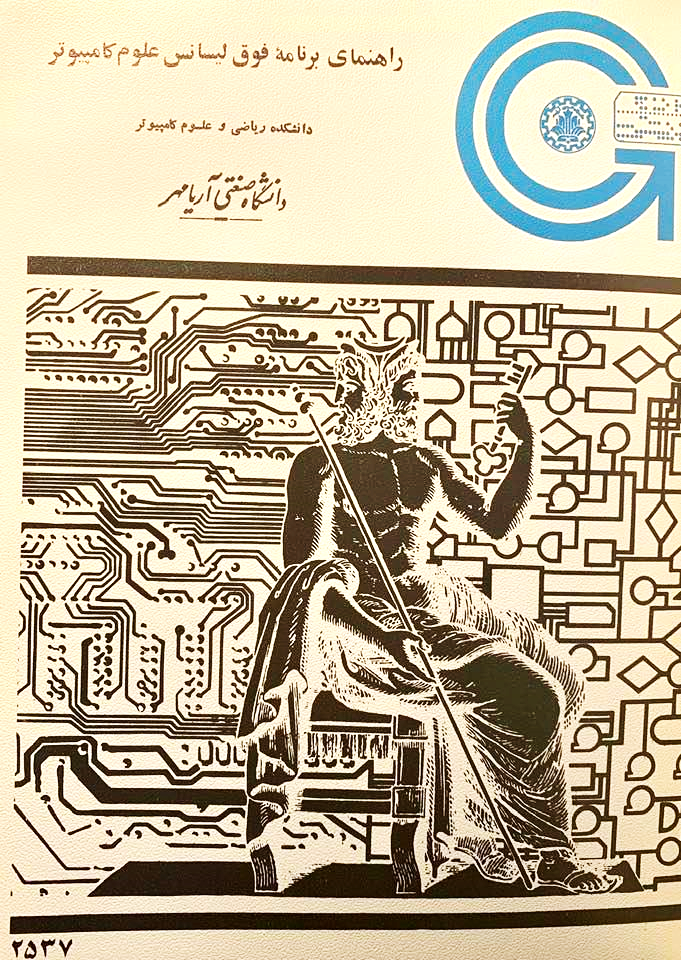 راهنمای برنامهٔ فوق لیسانس علوم کامپیوتر
دانشکده ریاضی و علوم کامپیوتر
دانشگاه صنعتی آریامهر
۲۵۳۷